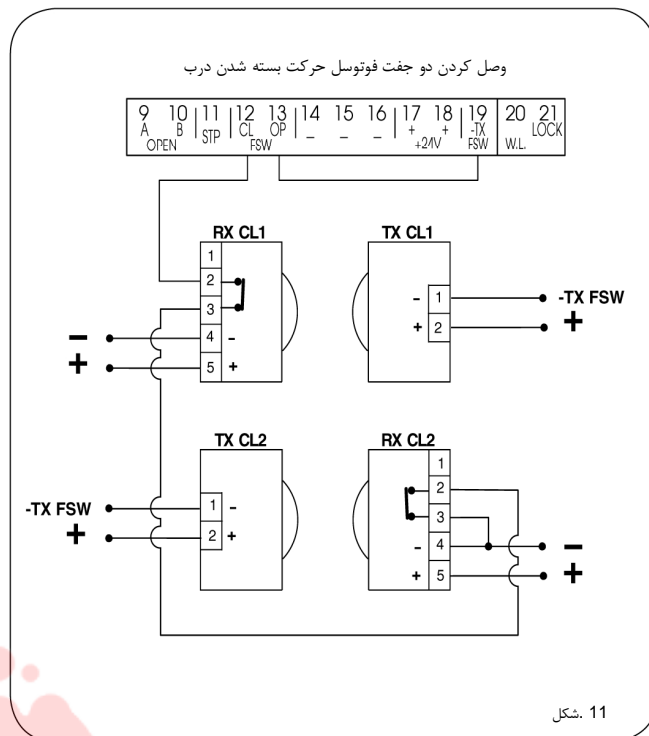 وصل کردن دو جفت فوتوسل حرکت بسته شدن درب
9 10 11 12 13 14 15 16 17 18 19 20 21
A B STP CL OP _ _ _ + + -TX W.L. LOCK
OPEN FSW +24V FSW
RX CL1
1
2
3
4 -
5 +
-
+
TX CL1
- 1 -TX FSW
+ 2 +
TX CL2
-TX FSW 1 -
+ 2 +
RX CL2
1
2
3
- 4 -
+ 5 +
11 .شکل